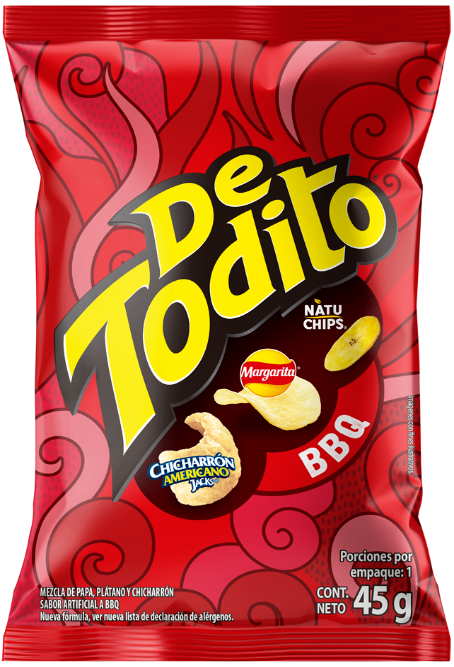 De
Todito
NATU
CHIPS®
Margarita®
CHICHARRÓN
AMERICANO
JACKS
BBQ
Porciones por
empaque: 1
CONT.
NETO 45 g
MEZCLA DE PAPA, PLÁTANO Y CHICHARRÓN
SABOR ARTIFICIAL A BBQ
Nueva fórmula, ver nueva lista de declaración de alérgenos.